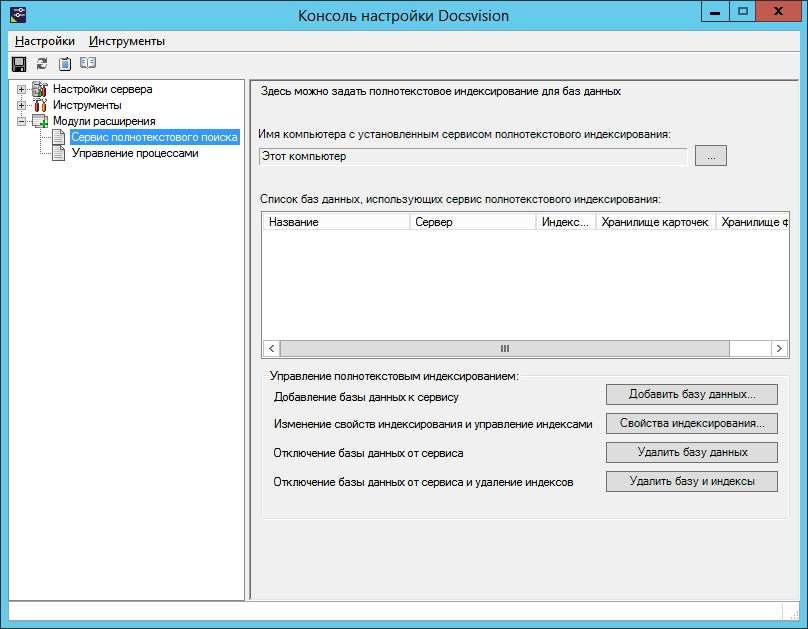 Консоль настройки Docsvision
Настройки Инструменты
Настройки сервера
Инструменты
Модули расширения
Сервис полнотекстового поиска
Управление процессами
Здесь можно задать полнотекстовое индексирование для баз данных
Имя компьютера с установленным сервисом полнотекстового индексирования:
Этот компьютер ...
Список баз данных, использующих сервис полнотекстового индексирования:
Название Сервер Индекс... Хранилище карточек Хранилище
Управление полнотекстовым индексированием:
Добавление базы данных к сервису Добавить базу данных...
Изменение свойств индексирования и управление индексами Свойства индексирования...
Отключение базы данных от сервиса Удалить базу данных
Отключение базы данных от сервиса и удаление индексов Удалить базу и индексы